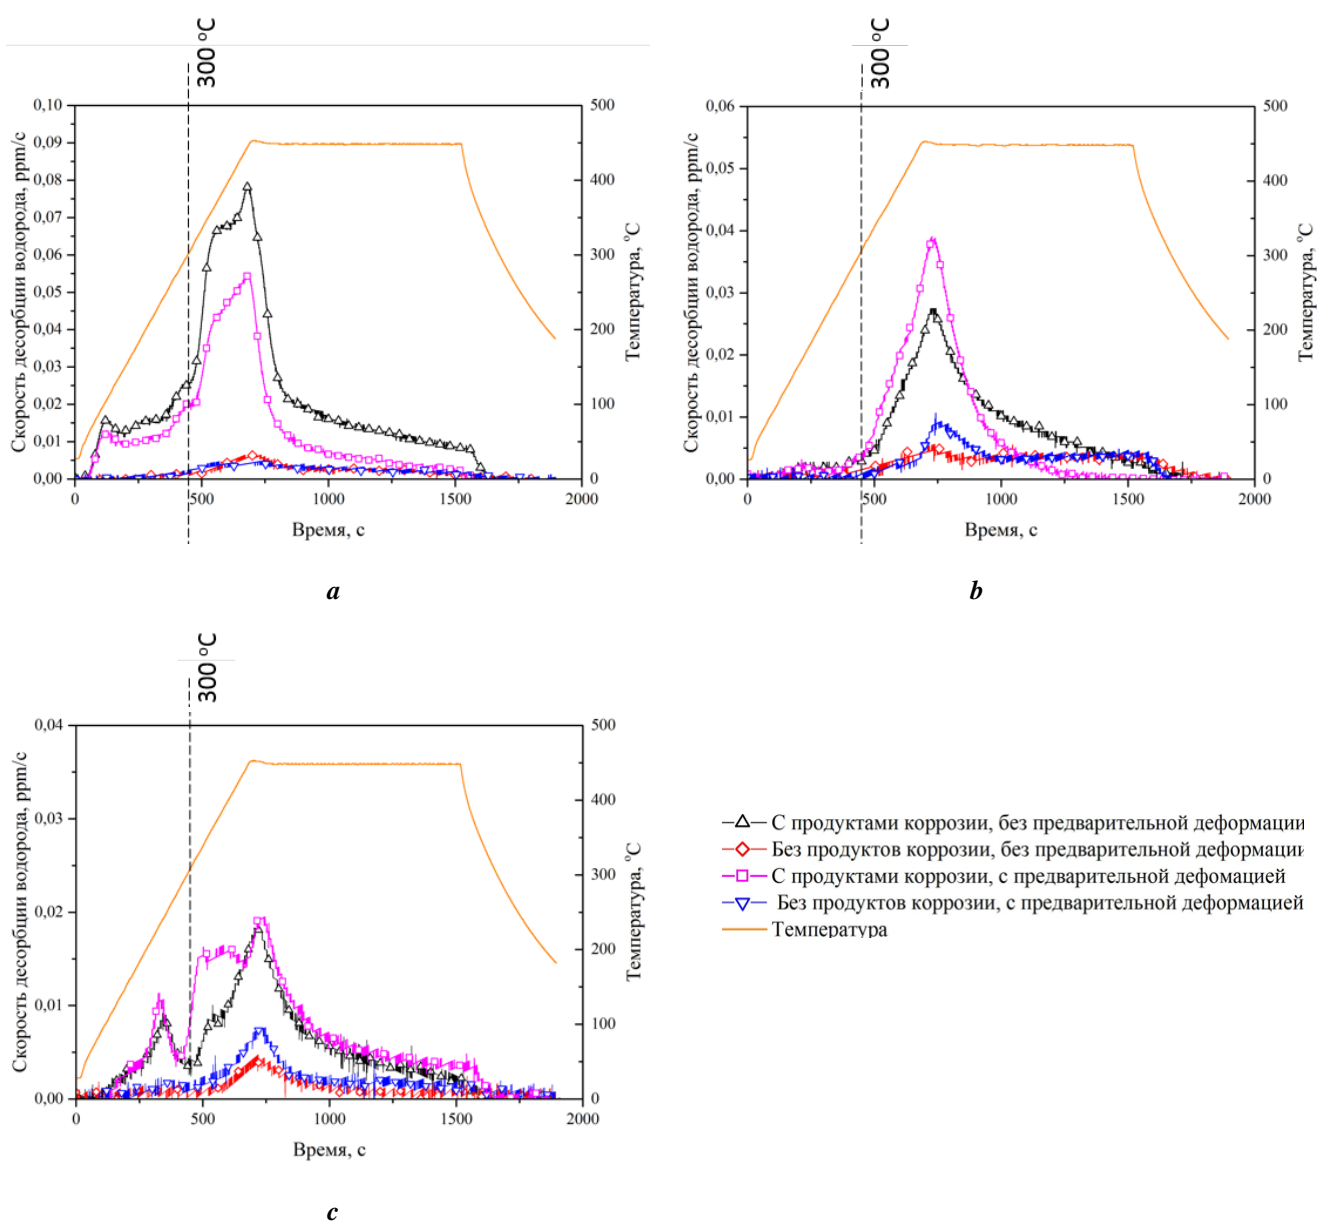 300 °C
Скорость десорбции водорода, ppm/с
0,10
0,09
0,08
0,07
0,06
0,05
0,04
0,03
0,02
0,01
0,00
0
500
1000
1500
2000
Время, с
500
400
300
200
100
0
Температура, °C
a
300 °C
Скорость десорбции водорода, ppm/с
0,06
0,05
0,04
0,03
0,02
0,01
0,00
0
500
1000
1500
2000
Время, с
500
400
300
200
100
0
Температура, °C
b
300 °C
Скорость десорбции водорода, ppm/с
0,04
0,03
0,02
0,01
0,00
0
500
1000
1500
2000
Время, с
500
400
300
200
100
0
Температура, °C
c
С продуктами коррозии, без предварительной деформации
Без продуктов коррозии, без предварительной деформации
С продуктами коррозии, с предварительной дефомацией
Без продуктов коррозии, с предварительной деформацией
Температура